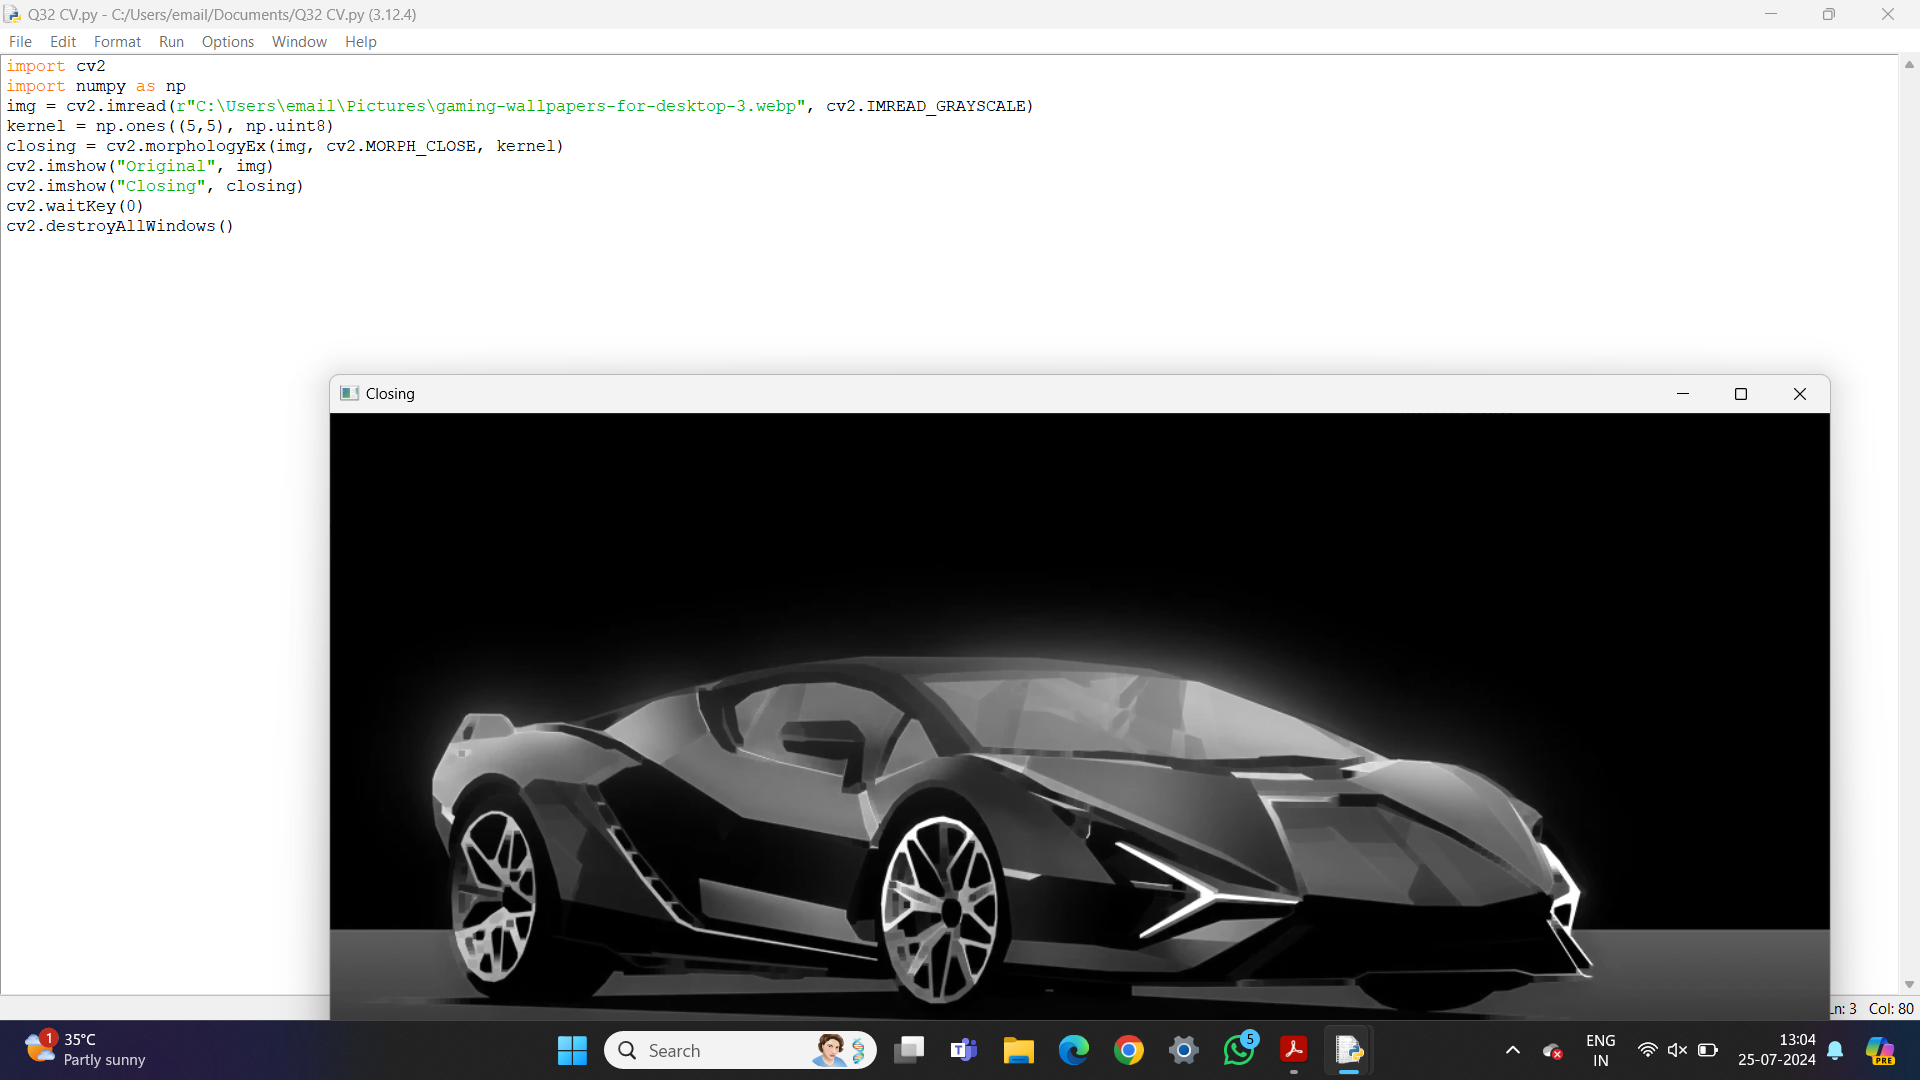 Q32 CV.py - C:/Users/email/Documents/Q32 CV.py (3.12.4)
File Edit Format Run Options Window Help
import cv2
import numpy as np
img = cv2.imread(r"C:\Users\email\Pictures\gaming-wallpapers-for-desktop-3.webp", cv2.IMREAD_GRAYSCALE)
kernel = np.ones((5,5), np.uint8)
closing = cv2.morphologyEx(img, cv2.MORPH_CLOSE, kernel)
cv2.imshow("Original", img)
cv2.imshow("Closing", closing)
cv2.waitKey(0)
cv2.destroyAllWindows()
Closing
Ln: 3 Col: 80
1
35°C
Partly sunny
Search
5
ENG
IN
13:04
25-07-2024
PRE